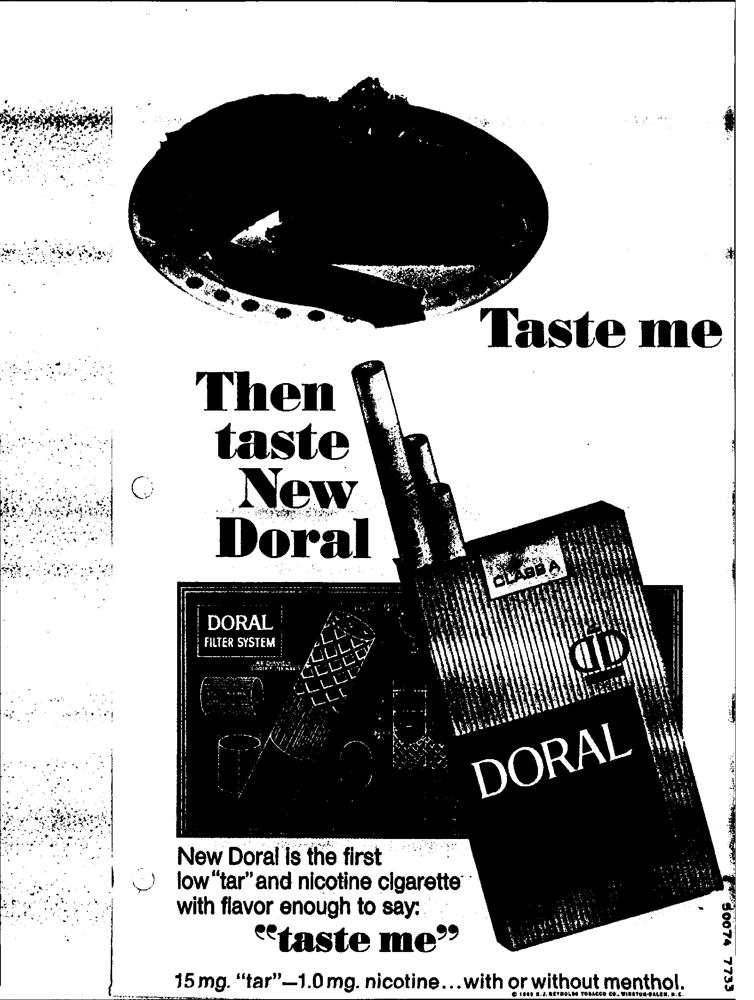 Taste me
Then
taste
New
Doral
CLASS A
DORAL
FILTER SYSTEM
DORAL
New Doral is the first
low “tar” and nicotine cigarette
with flavor enough to say:
“taste me”
15 mg. “tar”—1.0 mg. nicotine...with or without menthol.
R.J. REYNOLDS TOBACCO CO., WINSTON-SALEM, N.C.
50074 7733